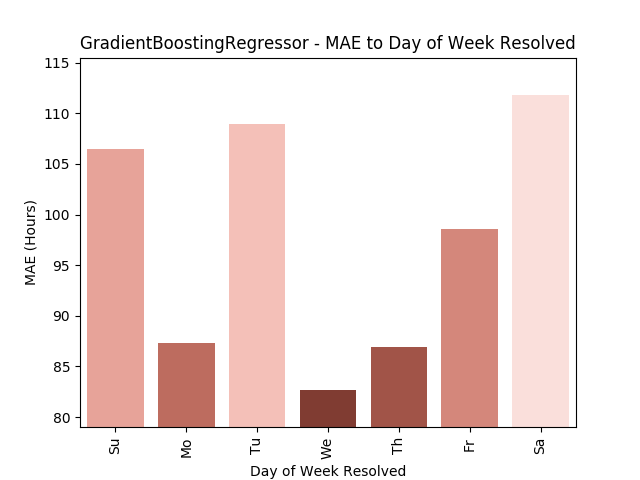 GradientBoostingRegressor - MAE to Day of Week Resolved
115
110
105
100
95
90
85
80
MAE (Hours)
Su
Mo
Tu
We
Th
Fr
Sa
Day of Week Resolved